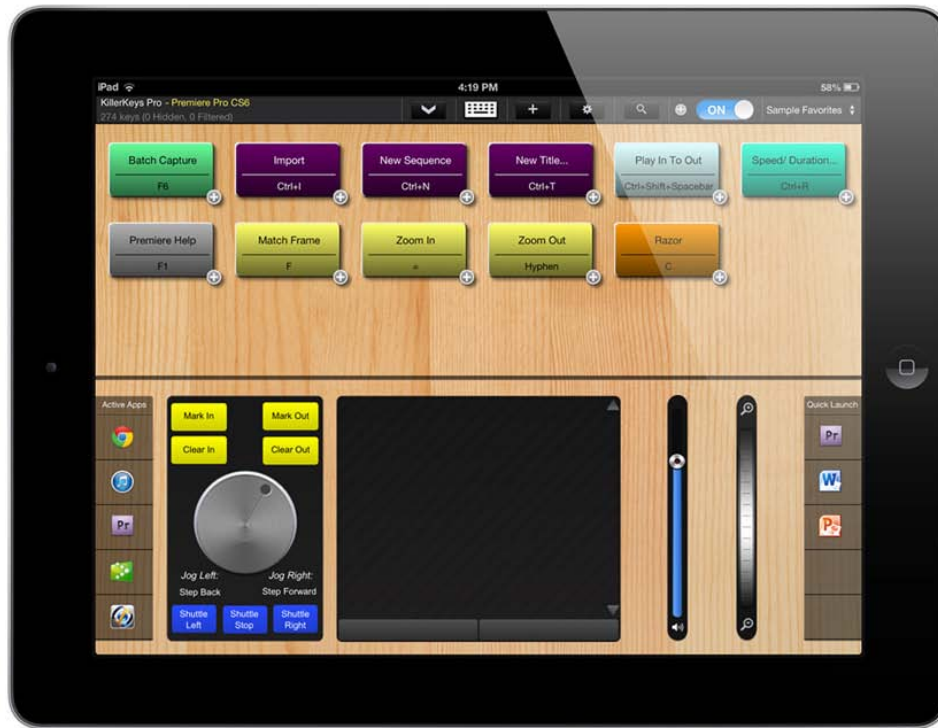 iPad
4:19 PM
58%
KillerKeys Pro - Premiere Pro CS6
274 keys (0 Hidden, 0 Filtered)
+
ON
Sample Favorites
Batch Capture
F6
Import
Ctrl+I
New Sequence
Ctrl+N
New Title...
Ctrl+T
Play In To Out
Ctrl+Shift+Spacebar
Speed/ Duration...
Ctrl+R
Premiere Help
F1
Match Frame
F
Zoom In
=
Zoom Out
Hyphen
Razor
C
Active Apps
Pr
Mark In
Mark Out
Clear In
Clear Out
Jog Left:
Step Back
Jog Right:
Step Forward
Shuttle
Left
Shuttle
Stop
Shuttle
Right
Quick Launch
Pr
W
P